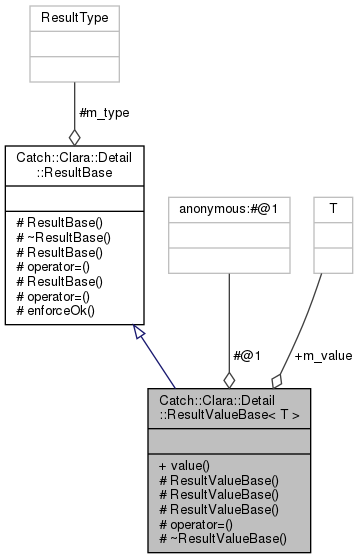 ResultType
#m_type
Catch::Clara::Detail
::ResultBase
# ResultBase()
# ~ResultBase()
# ResultBase()
# operator=()
# ResultBase()
# operator=()
# enforceOk()
anonymous:#@1
T
#@1
+m_value
Catch::Clara::Detail
::ResultValueBase< T >
+ value()
# ResultValueBase()
# ResultValueBase()
# ResultValueBase()
# operator=()
# ~ResultValueBase()